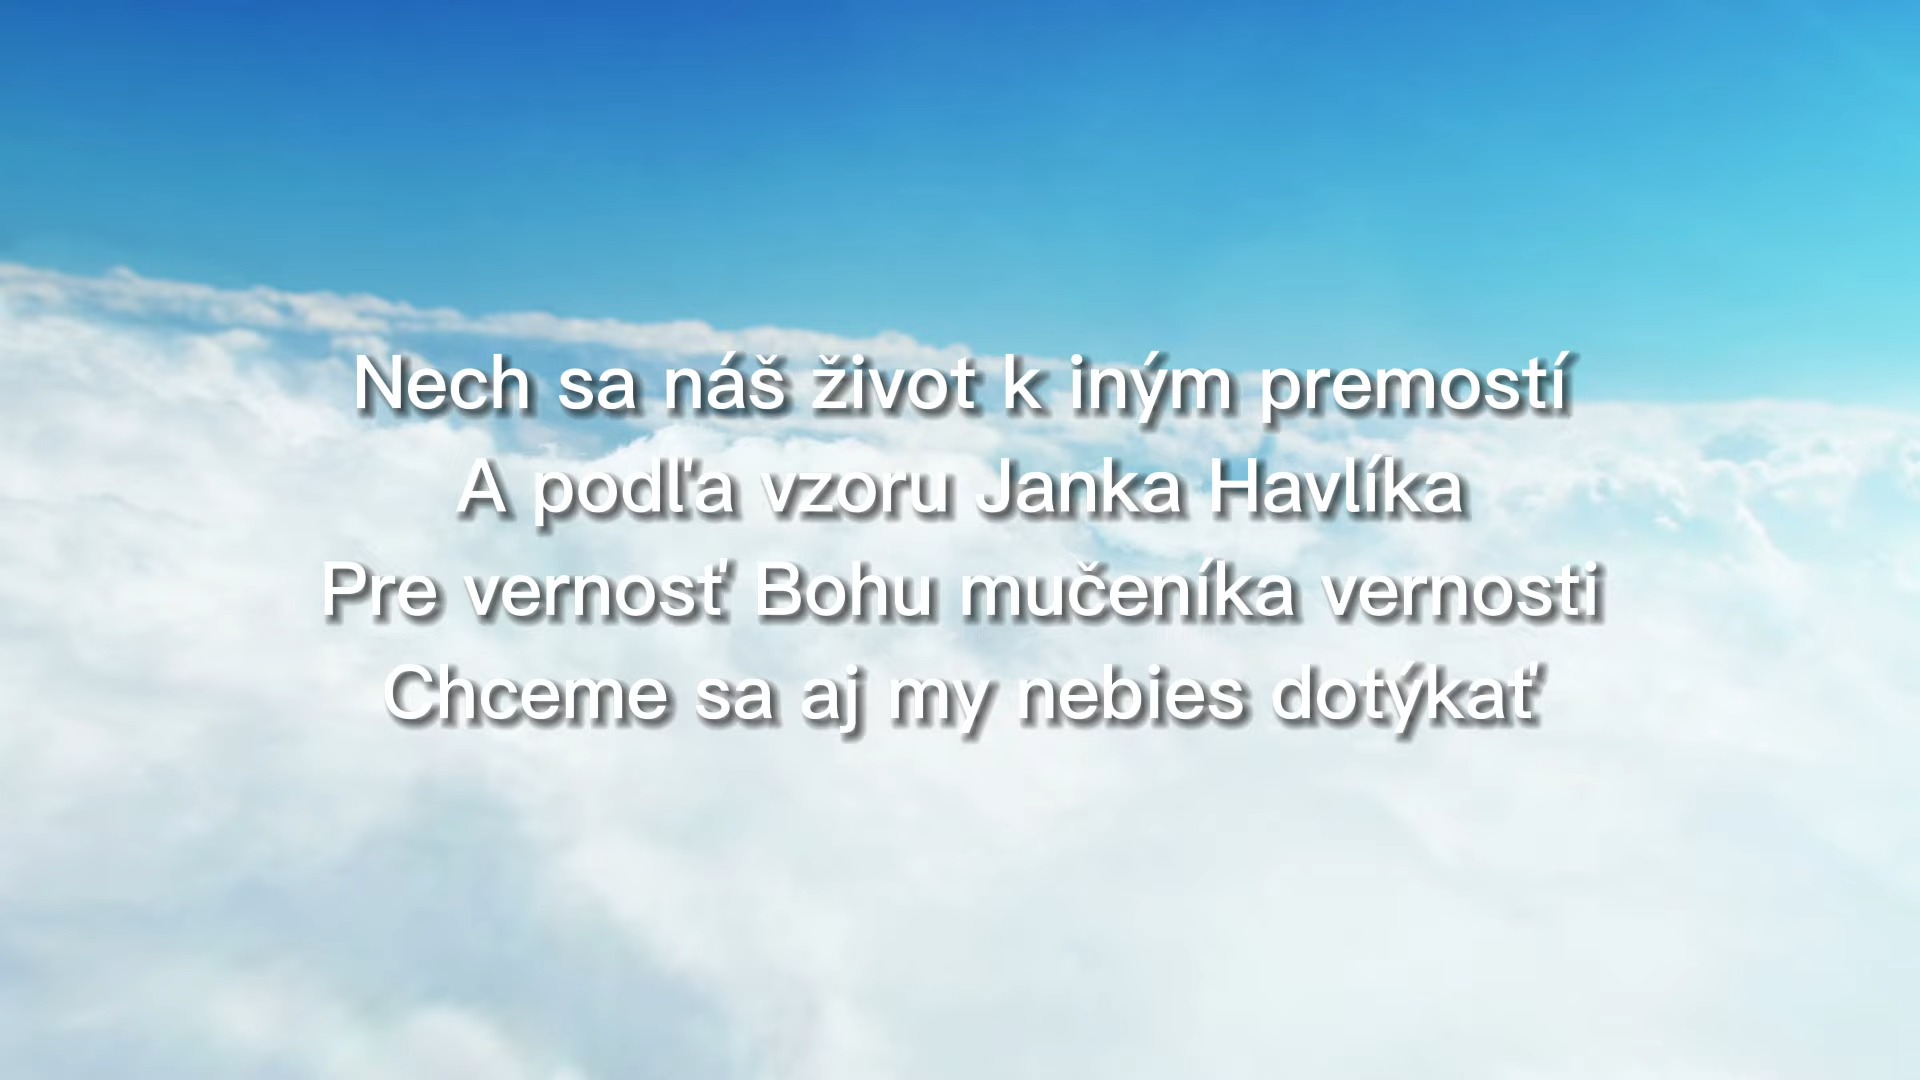 Nech sa náš život k iným premostí
A podľa vzoru Janka Havlíka
Pre vernosť Bohu mučeníka vernosti
Chceme sa aj my nebies dotýkať